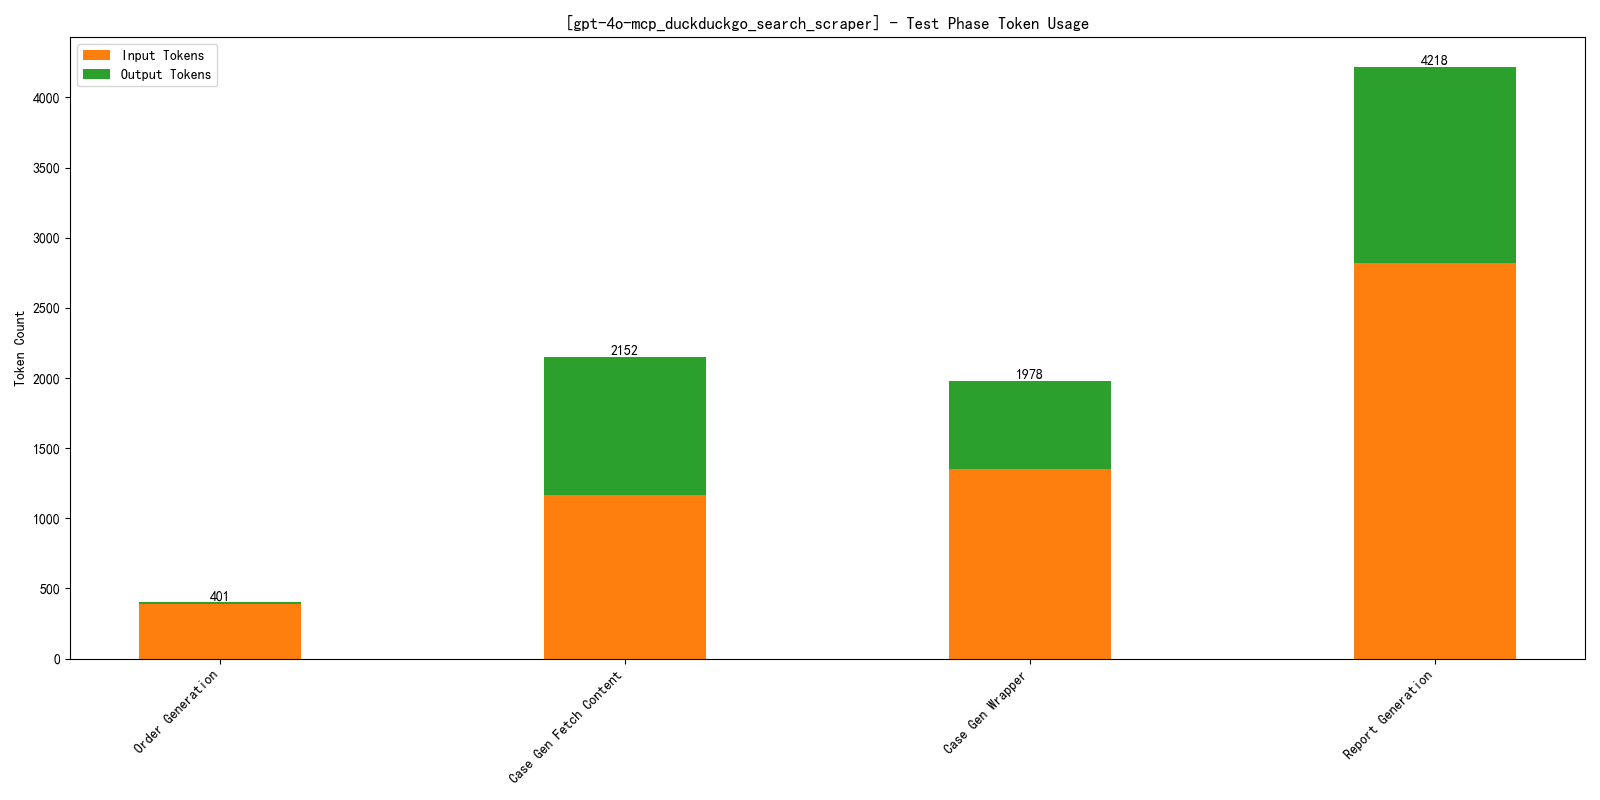 [gpt-4o-mcp_duckduckgo_search_scraper] - Test Phase Token Usage
Input Tokens
Output Tokens
Token Count
4000
3500
3000
2500
2000
1500
1000
500
0
401
2152
1978
4218
Order Generation
Case Gen Fetch Content
Case Gen Wrapper
Report Generation